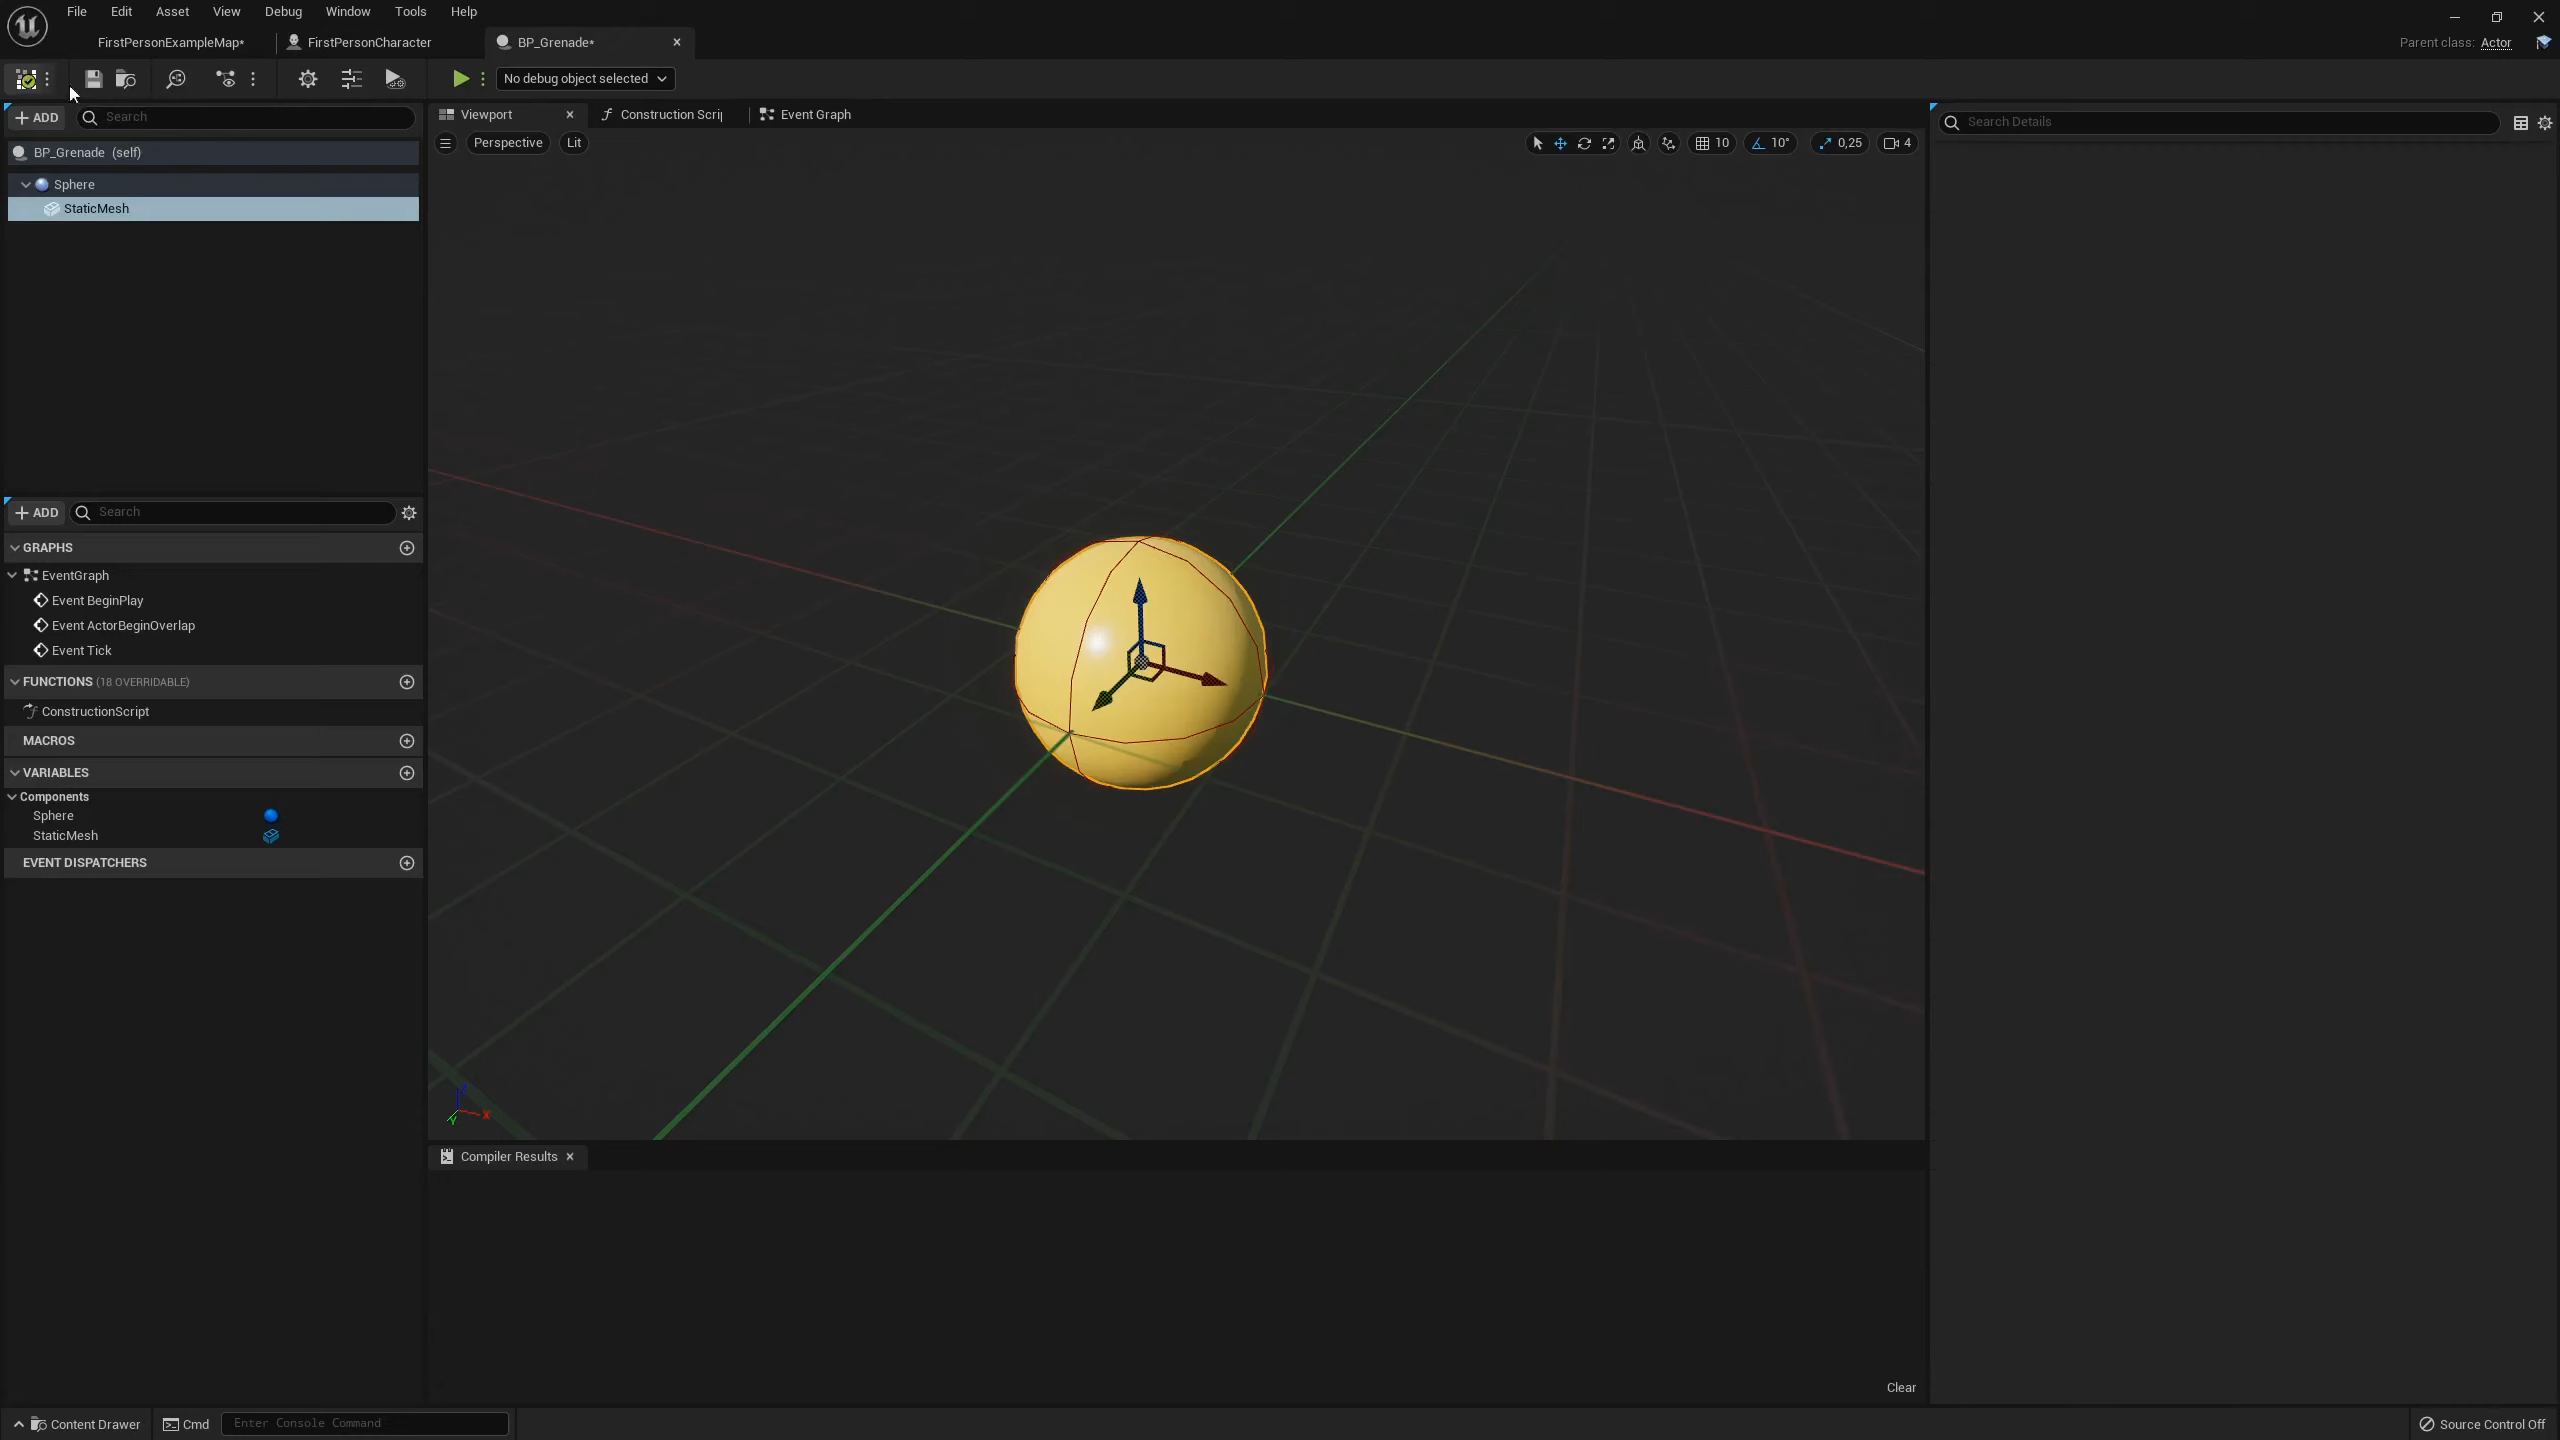 File Edit Asset View Debug Window Tools Help
FirstPersonExampleMap* FirstPersonCharacter BP_Grenade* Parent class: Actor
No debug object selected
ADD Search Viewport Construction Scrip Event Graph Search Details
Perspective Lit 10 10° 0,25 4
BP_Grenade (self)
Sphere
StaticMesh
ADD Search
GRAPHS
EventGraph
Event BeginPlay
Event ActorBeginOverlap
Event Tick
FUNCTIONS (18 OVERRIDABLE)
ConstructionScript
MACROS
VARIABLES
Components
Sphere
StaticMesh
EVENT DISPATCHERS
Z
X
Y
Compiler Results
Clear
Content Drawer Cmd Enter Console Command Source Control Off